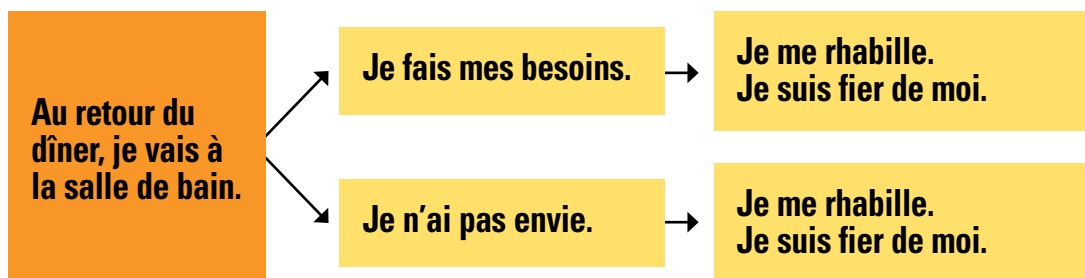 Au retour du
dîner, je vais à
la salle de bain.
Je fais mes besoins.
Je me rhabille.
Je suis fier de moi.
Je n'ai pas envie.
Je me rhabille.
Je suis fier de moi.